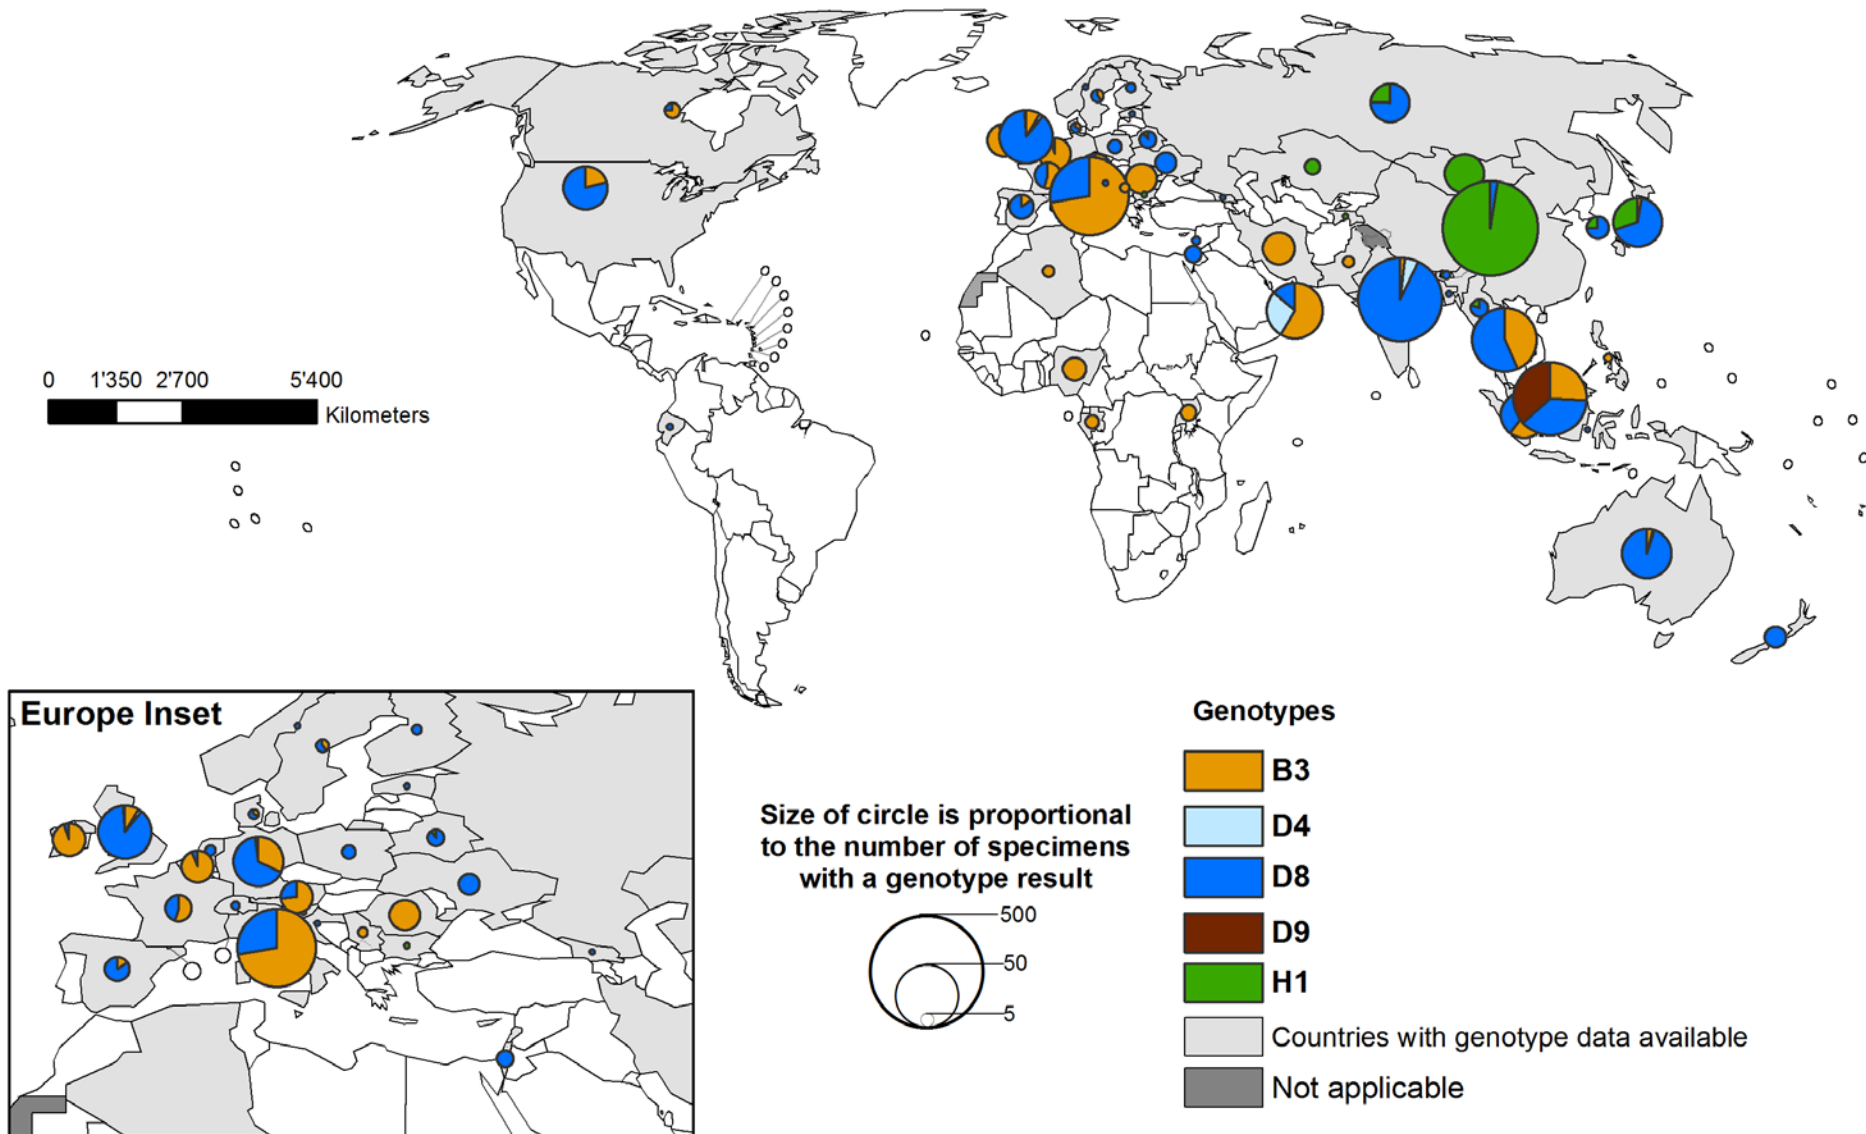 0 1'350 2'700 5'400
Kilometers
Europe Inset
Size of circle is proportional
to the number of specimens
with a genotype result
500
50
5
Genotypes
B3
D4
D8
D9
H1
Countries with genotype data available
Not applicable